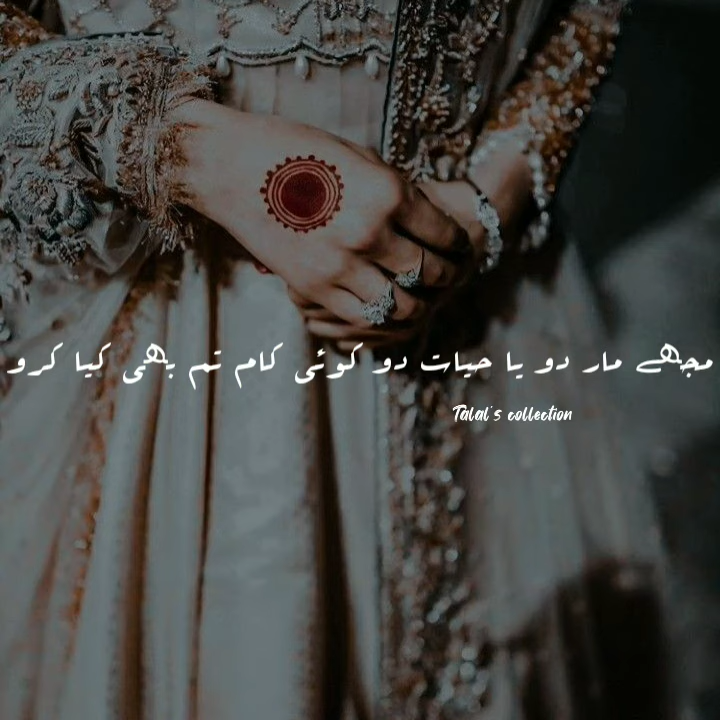 مجھے مار دو یا حیات دو کوئی کام تم بھی کیا کرو
Talal's collection